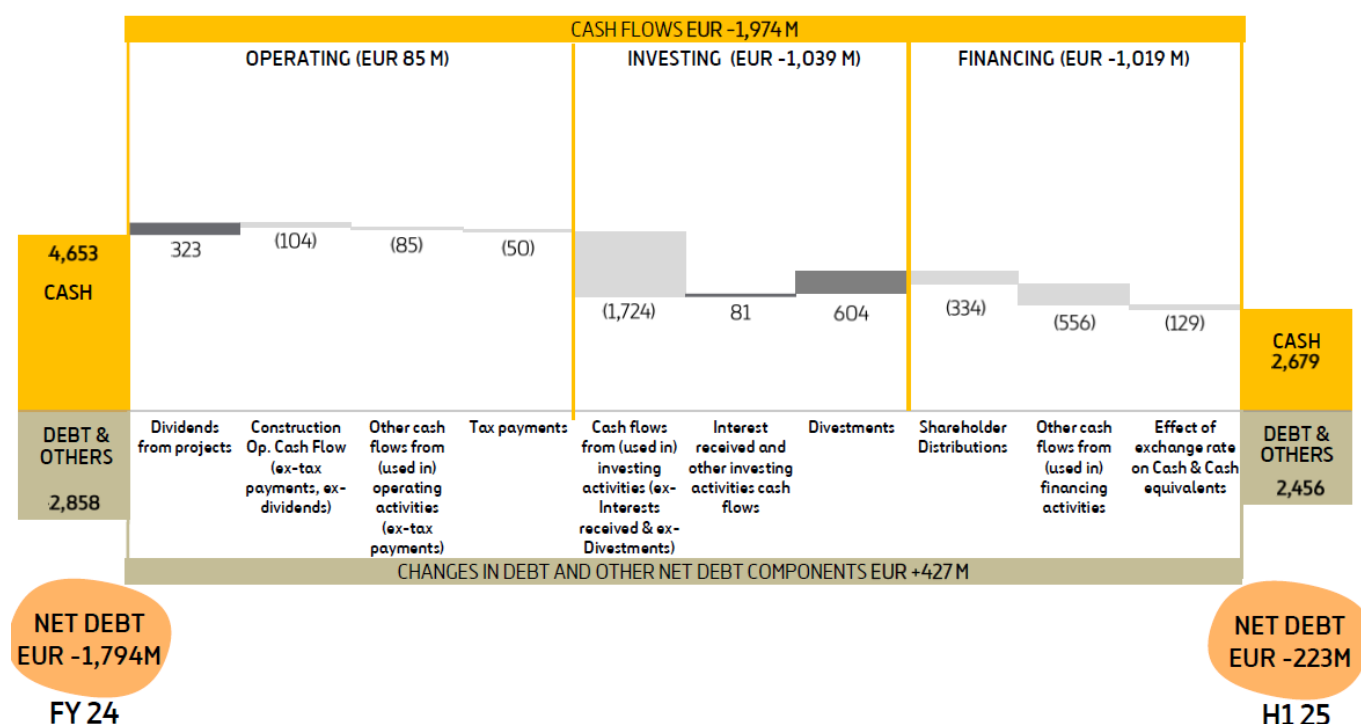 CASH FLOWS EUR -1,974 M
OPERATING (EUR 85 M)
INVESTING (EUR -1,039 M)
FINANCING (EUR -1,019 M)
4,653
CASH
323
(104)
(85)
(50)
(1,724)
81
604
(334)
(556)
(129)
CASH
2,679
DEBT &
OTHERS
-2,858
Dividends
from projects
Construction
Op. Cash Flow
(ex-tax
payments, ex-
dividends)
Other cash
flows from
(used in)
operating
activities
(ex-tax
payments)
Tax payments
Cash flows
from (used in)
investing
activities (ex-
Interests
received & ex-
Divestments)
Interest
received and
other investing
activities cash
flows
Divestments
Shareholder
Distributions
Other cash
flows from
(used in)
financing
activities
Effect of
exchange rate
on Cash & Cash
equivalents
DEBT &
OTHERS
2,456
CHANGES IN DEBT AND OTHER NET DEBT COMPONENTS EUR +427 M
NET DEBT
EUR -1,794M
FY 24
NET DEBT
EUR -223M
H1 25